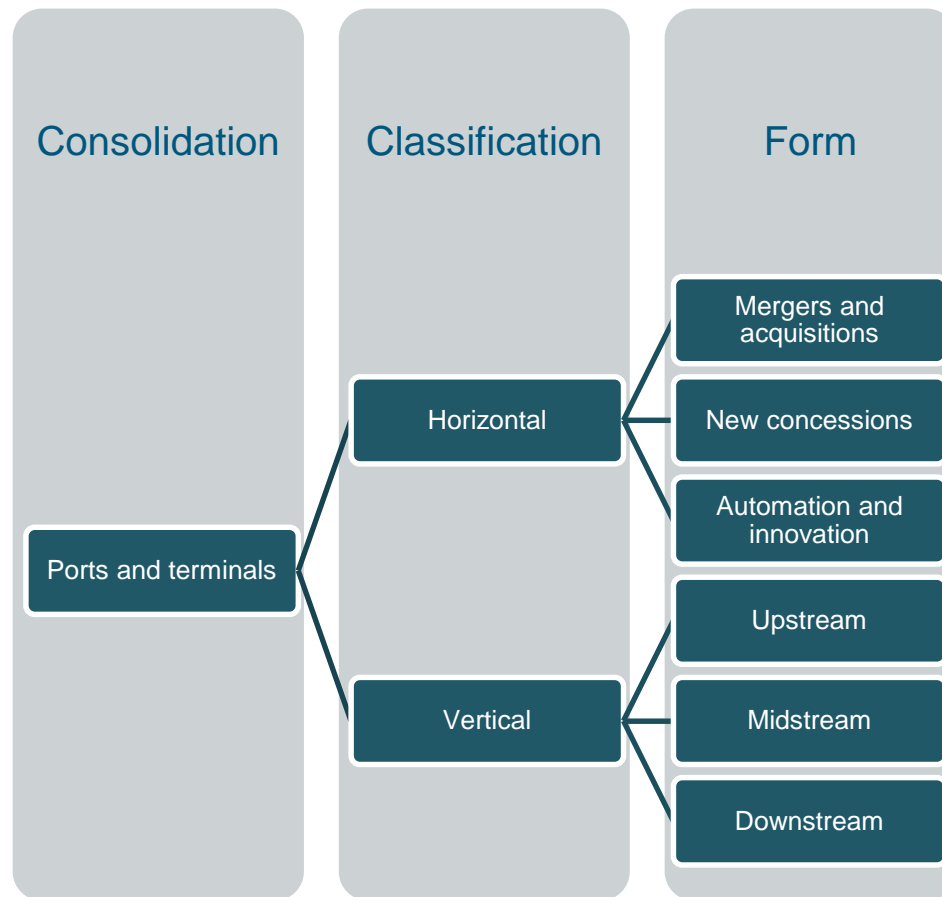 Consolidation
Classification
Form
Mergers and
acquisitions
Horizontal
New concessions
Automation and
innovation
Ports and terminals
Upstream
Vertical
Midstream
Downstream